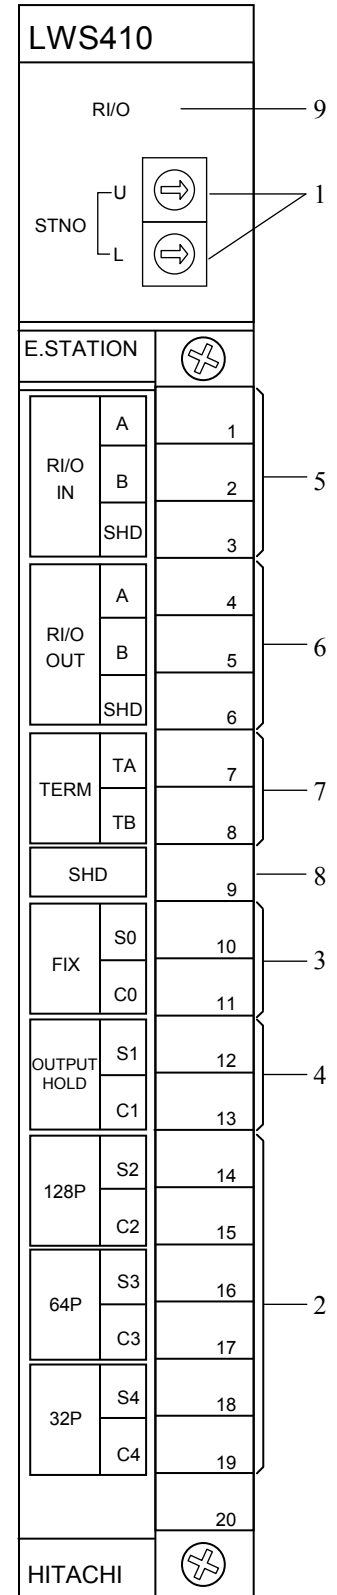 LWS410
RI/O
9
STNO
U
1
L
E.STATION
RI/O
IN
A
1
B
2
SHD
3
5
RI/O
OUT
A
4
B
5
SHD
6
6
TERM
TA
7
TB
8
7
SHD
9
8
FIX
S0
10
C0
11
3
OUTPUT
HOLD
S1
12
C1
13
4
128P
S2
14
C2
15
64P
S3
16
C3
17
32P
S4
18
C4
19
2
20
HITACHI